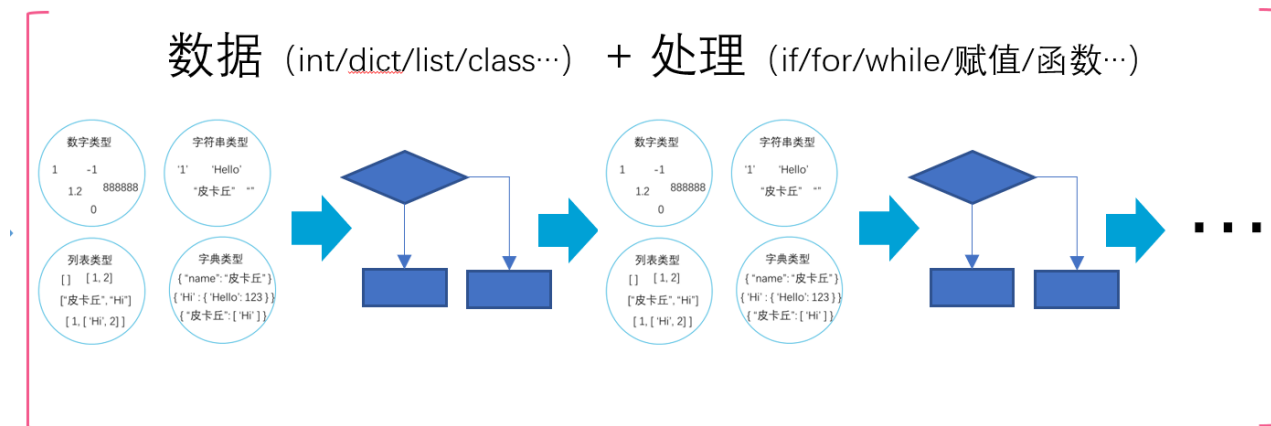 数据（int/dict/list/class…） + 处理（if/for/while/赋值/函数…）
数字类型
1 -1
1.2 888888
0
字符串类型
'1' 'Hello'
“皮卡丘” “”
列表类型
[ ] [ 1, 2]
[“皮卡丘”, “Hi”]
[ 1, [ 'Hi', 2] ]
字典类型
{ “name”: “皮卡丘” }
{ 'Hi' : { 'Hello': 123 } }
{ “皮卡丘”: [ 'Hi' ] }
数字类型
1 -1
1.2 888888
0
字符串类型
'1' 'Hello'
“皮卡丘” “”
列表类型
[ ] [ 1, 2]
[“皮卡丘”, “Hi”]
[ 1, [ 'Hi', 2] ]
字典类型
{ “name”: “皮卡丘” }
{ 'Hi' : { 'Hello': 123 } }
{ “皮卡丘”: [ 'Hi' ] }
...